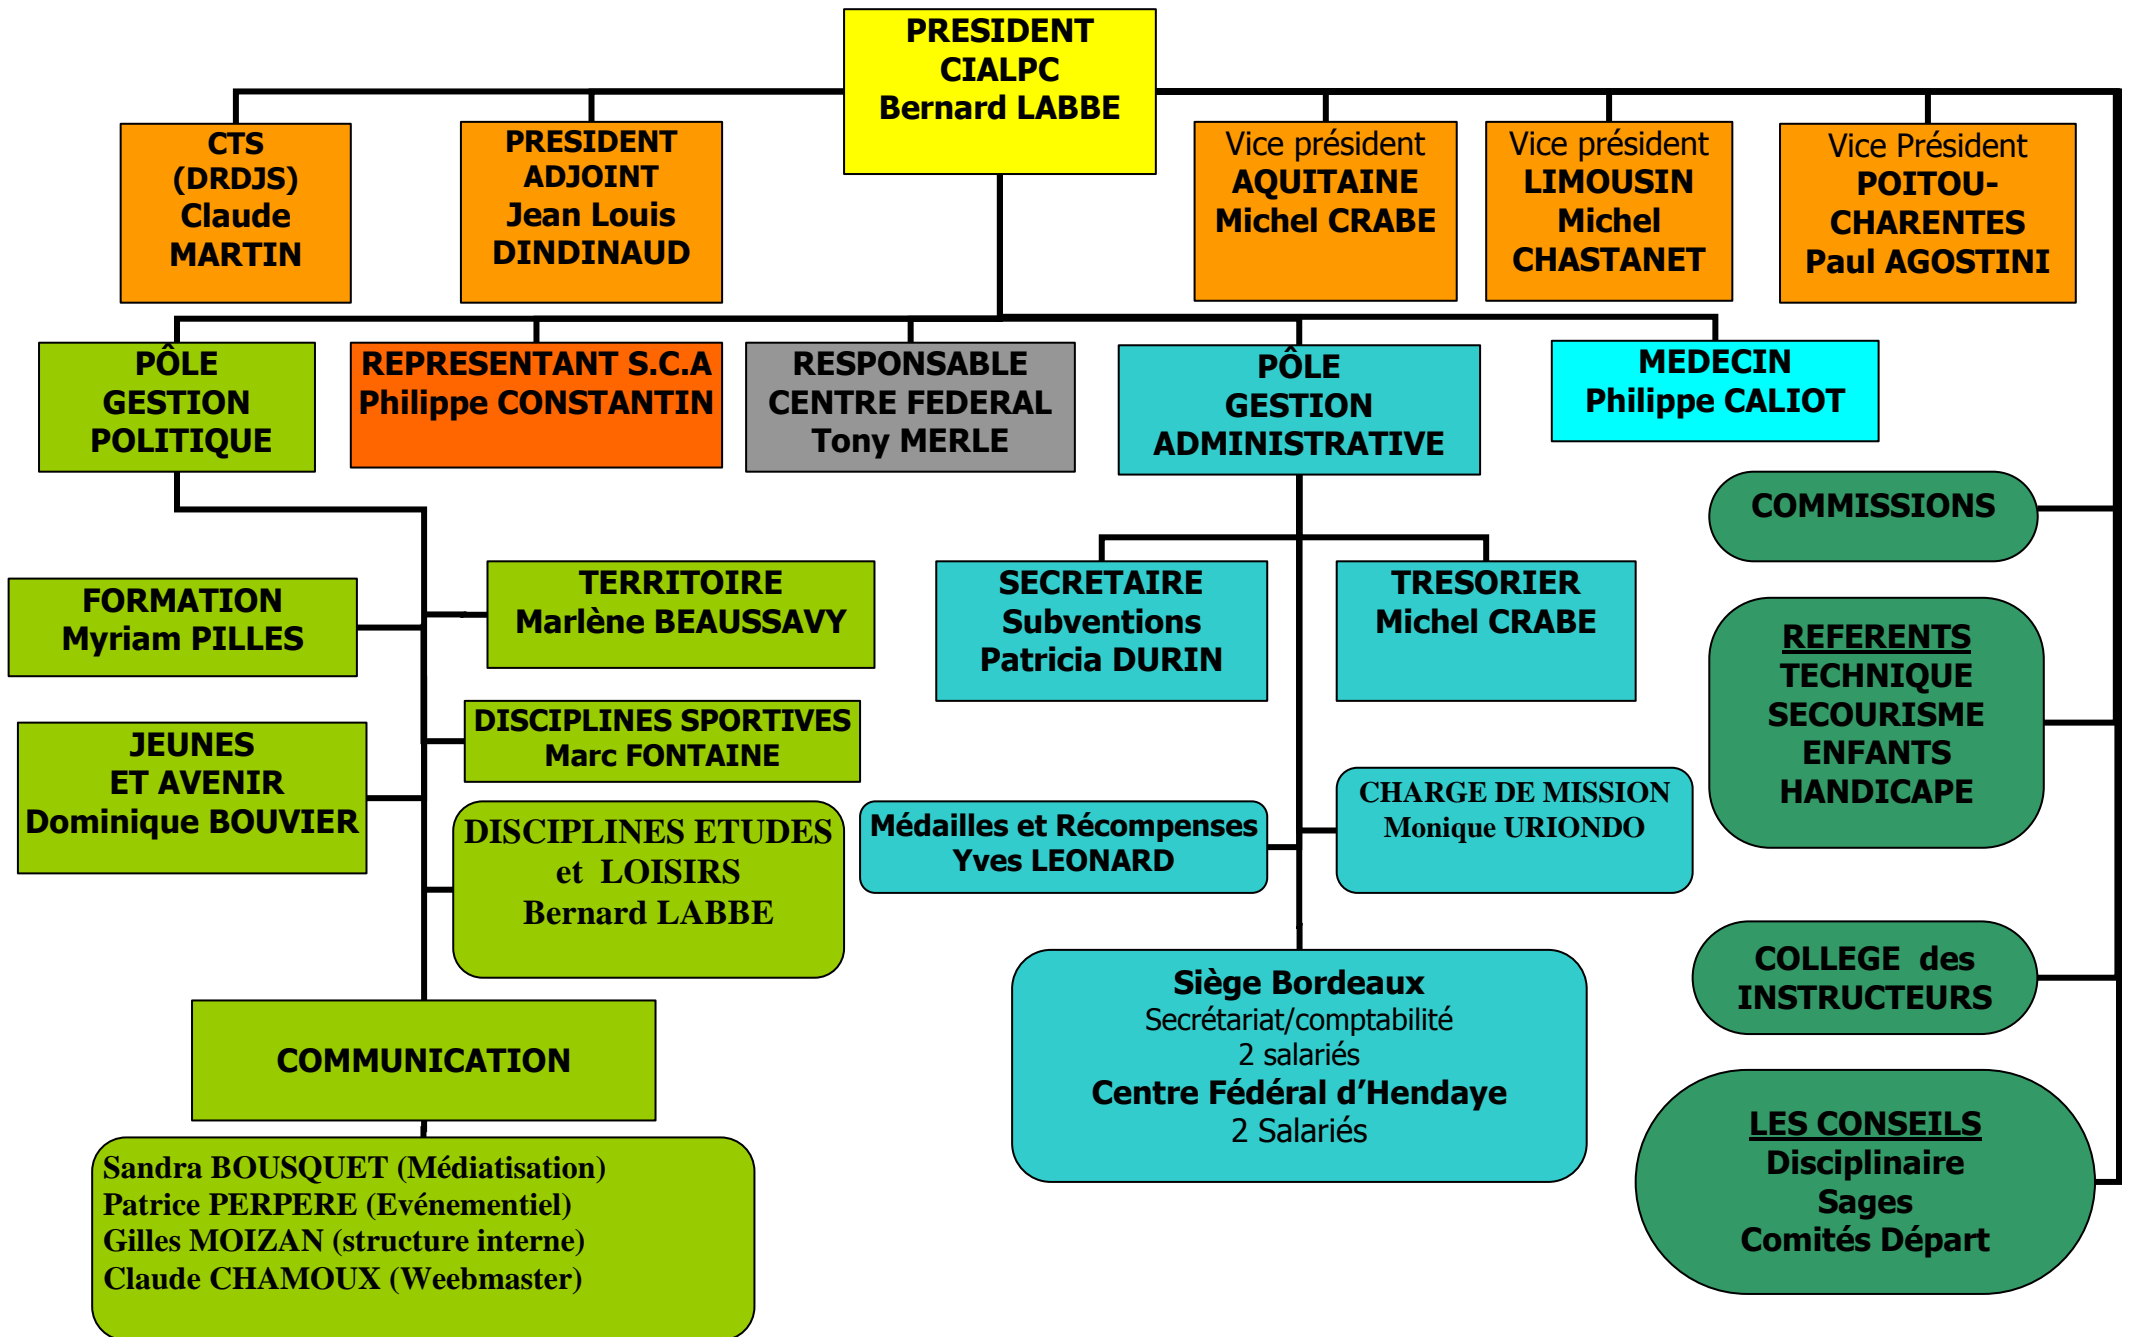 PRESIDENT
CIALPC
Bernard LABBE
CTS
(DRDJS)
Claude
MARTIN
PRESIDENT
ADJOINT
Jean Louis
DINDINAUD
Vice président
AQUITAINE
Michel CRABE
Vice président
LIMOUSIN
Michel
CHASTANET
Vice Président
POITOU-
CHARENTES
Paul AGOSTINI
PÔLE
GESTION
POLITIQUE
REPRESENTANT S.C.A
Philippe CONSTANTIN
RESPONSABLE
CENTRE FEDERAL
Tony MERLE
PÔLE
GESTION
ADMINISTRATIVE
MEDECIN
Philippe CALIOT
COMMISSIONS
FORMATION
Myriam PILLES
TERRITOIRE
Marlène BEAUSSAVY
SECRETAIRE
Subventions
Patricia DURIN
TRESORIER
Michel CRABE
REFERENTS
TECHNIQUE
SECOURISME
ENFANTS
HANDICAPE
JEUNES
ET AVENIR
Dominique BOUVIER
DISCIPLINES SPORTIVES
Marc FONTAINE
DISCIPLINES ETUDES
et LOISIRS
Bernard LABBE
Médailles et Récompenses
Yves LEONARD
CHARGE DE MISSION
Monique URIONDO
COLLEGE des
INSTRUCTEURS
COMMUNICATION
Siège Bordeaux
Secrétariat/comptabilité
2 salariés
Centre Fédéral d'Hendaye
2 Salariés
LES CONSEILS
Disciplinaire
Sages
Comités Départ
Sandra BOUSQUET (Médiatisation)
Patrice PERPERE (Evénementiel)
Gilles MOIZAN (structure interne)
Claude CHAMOUX (Weebmaster)